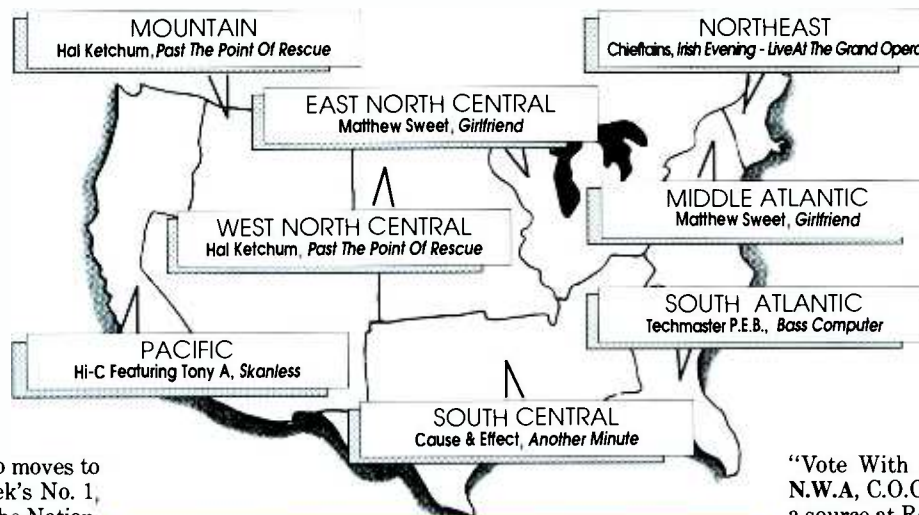 MOUNTAIN
Hal Ketchum, Past The Point Of Rescue
NORTHEAST
Chieftains, Irish Evening - Live At The Grand Opera
EAST NORTH CENTRAL
Matthew Sweet, Girlfriend
MIDDLE ATLANTIC
Matthew Sweet, Girlfriend
WEST NORTH CENTRAL
Hal Ketchum, Past The Point Of Rescue
SOUTH ATLANTIC
Techmaster P.E.B., Bass Computer
PACIFIC
Hi-C Featuring Tony A, Skanless
SOUTH CENTRAL
Cause & Effect, Another Minute
moves to
No. 1,
"Vote With
N.W.A, C.O.C
a source at